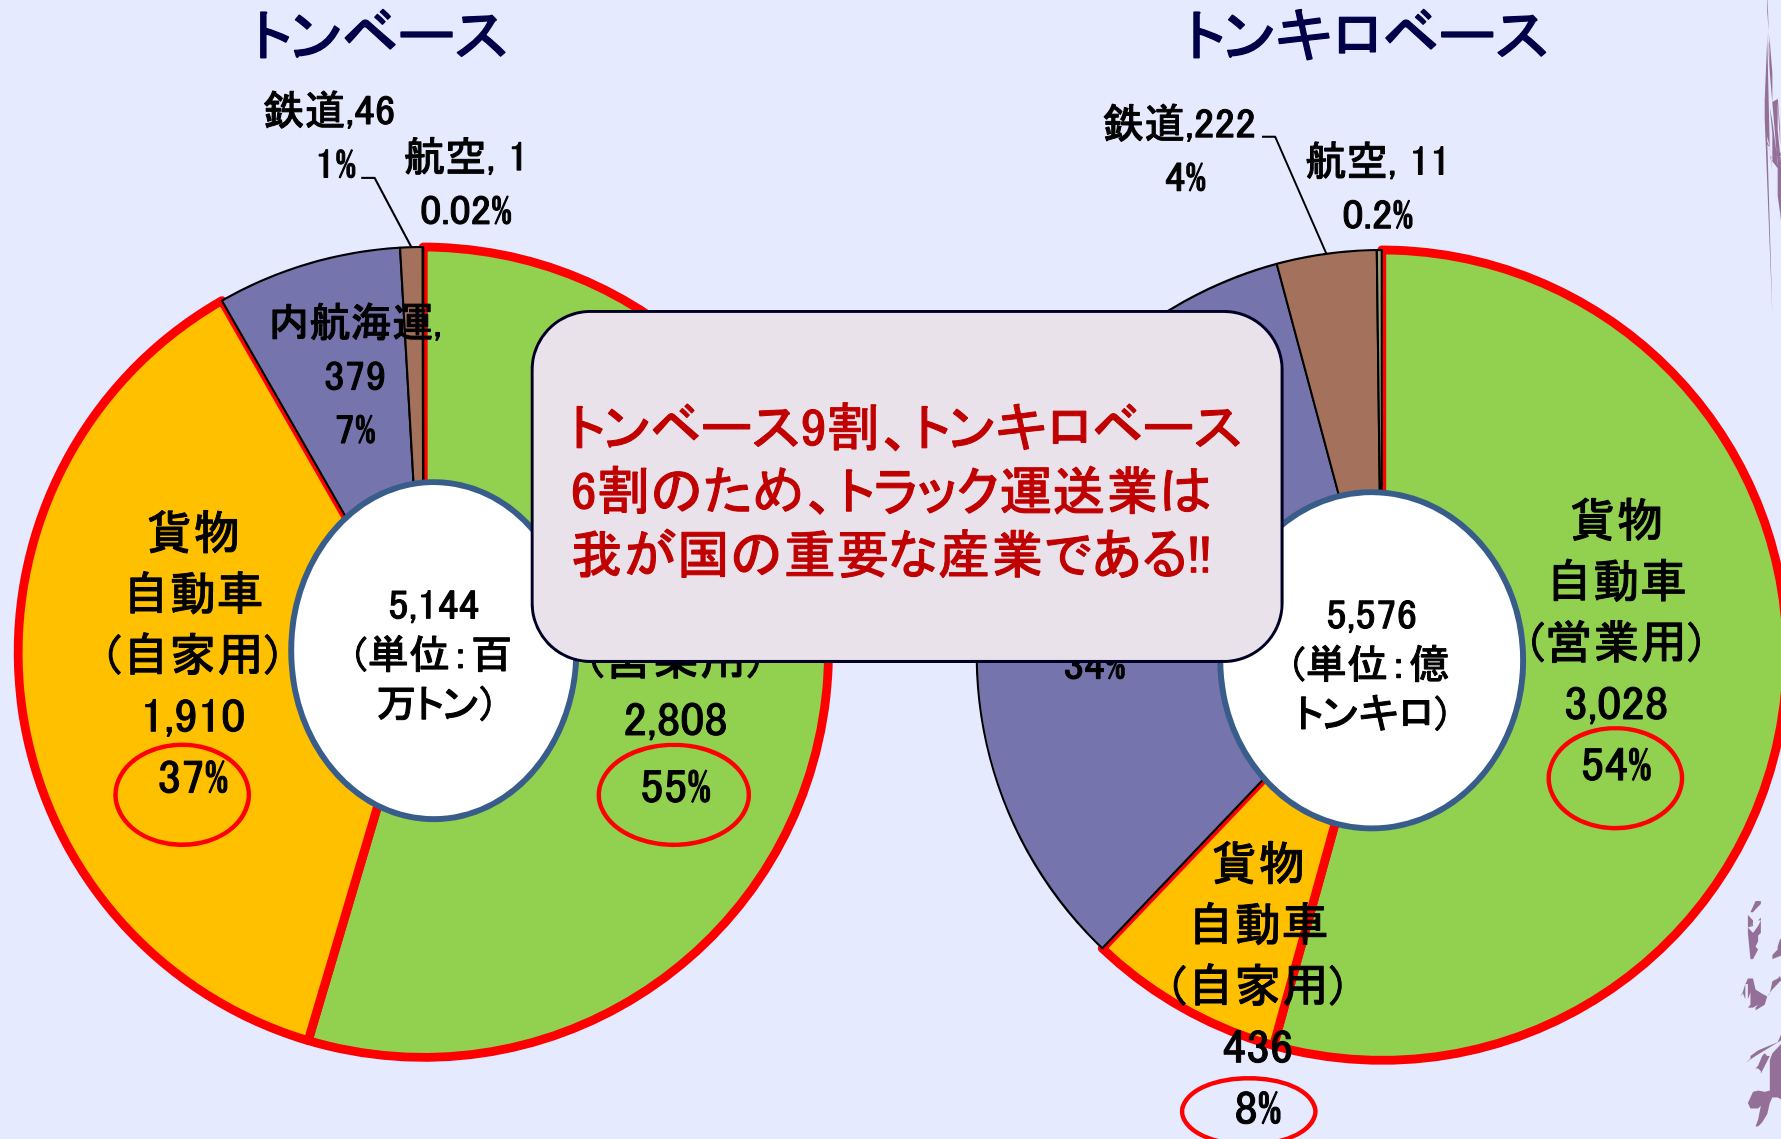 トンベース
鉄道,46
1%
航空, 1
0.02%
内航海運,
379
7%
貨物
自動車
(自家用)
1,910
37%
5,144
(単位:百
万トン)
(営業用)
2,808
55%
トンベース9割、トンキロベース
6割のため、トラック運送業は
我が国の重要な産業である!!
トンキロベース
鉄道,222
4%
航空, 11
0.2%
34%
5,576
(単位:億
トンキロ)
貨物
自動車
(営業用)
3,028
54%
貨物
自動車
(自家用)
436
8%